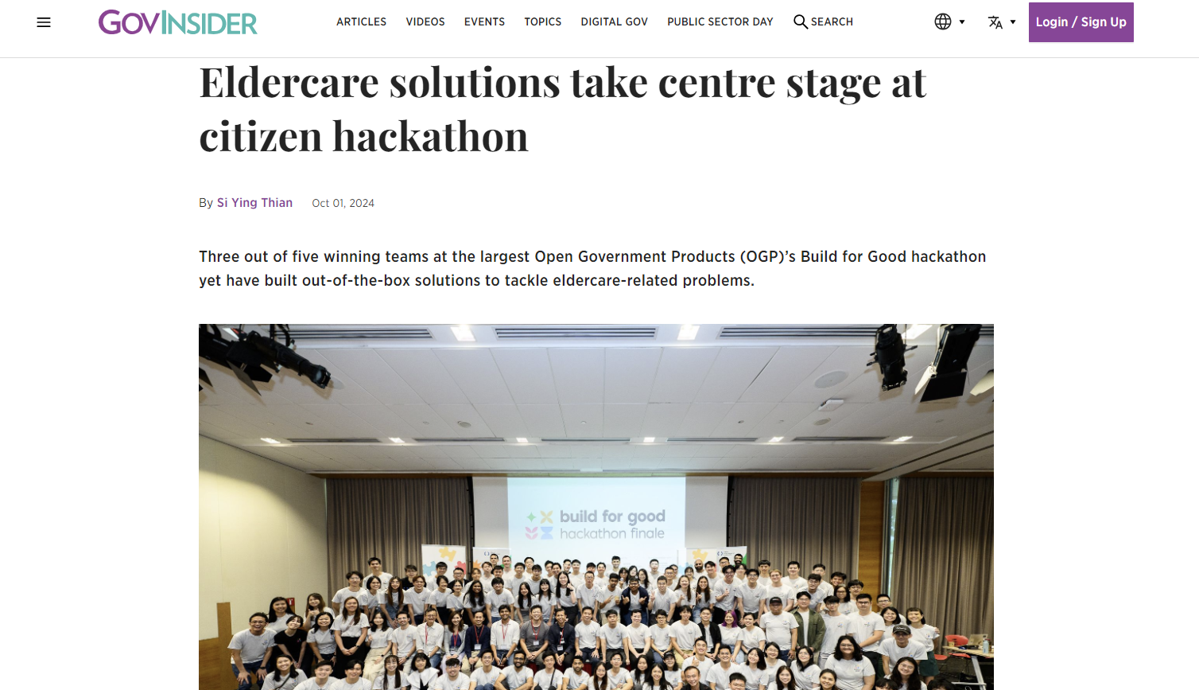 GOVINSIDER
ARTICLES VIDEOS EVENTS TOPICS DIGITAL GOV PUBLIC SECTOR DAY SEARCH Login / Sign Up
Eldercare solutions take centre stage at
citizen hackathon
By Si Ying Thian Oct 01, 2024
Three out of five winning teams at the largest Open Government Products (OGP)’s Build for Good hackathon
yet have built out-of-the-box solutions to tackle eldercare-related problems.
build for good
hackathon finale